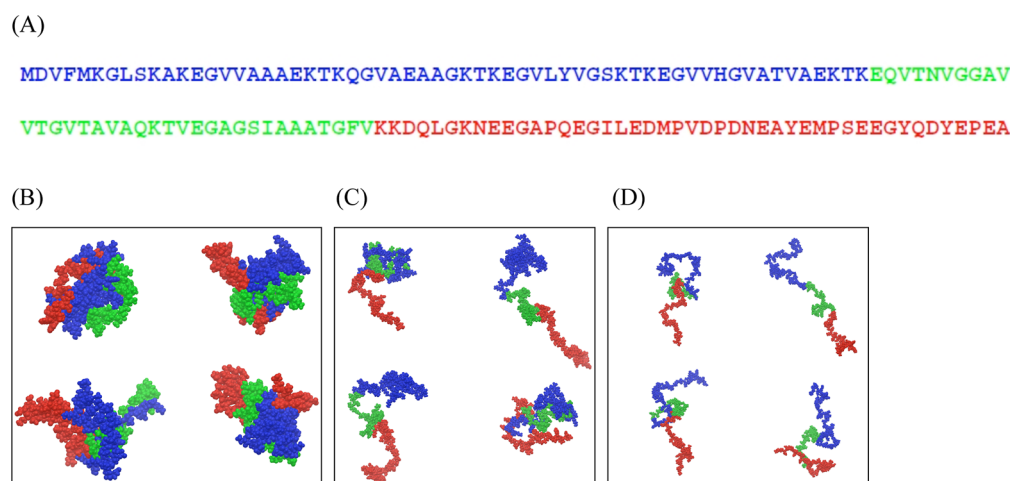 (A)
MDVFMKGLSKAKEGVVAAAEKTKQGVAEAAGKTKEGVLYVGSKTKEGVVHGVATVAEKTKEQVTNVGGAV
VTGVTAVAQKTVEGAGSIAAATGFVKKDQLGKNEEGAPQEGILEDMPVDPDNEAYEMPSEEGYQDYEPEA
(B) (C) (D)